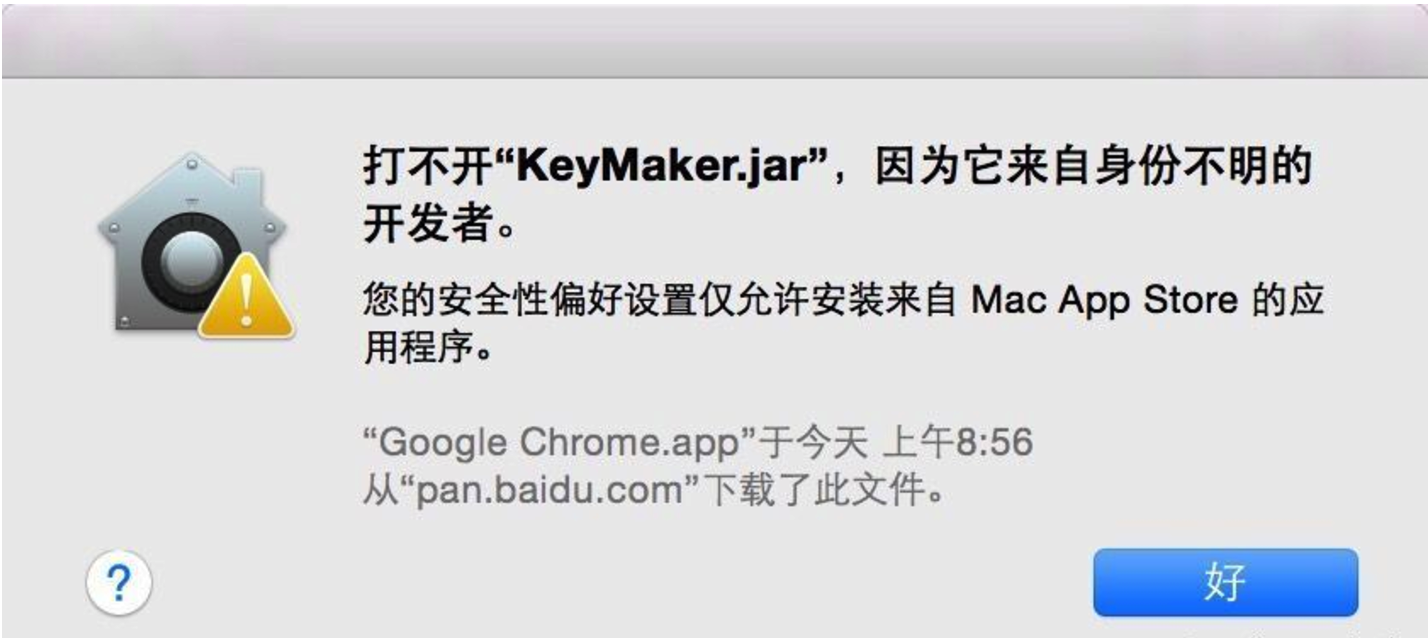 打不开“KeyMaker.jar”，因为它来自身份不明的
开发者。
您的安全性偏好设置仅允许安装来自 Mac App Store 的应
用程序。
“Google Chrome.app”于今天 上午8:56
从“pan.baidu.com”下载了此文件。
?
好